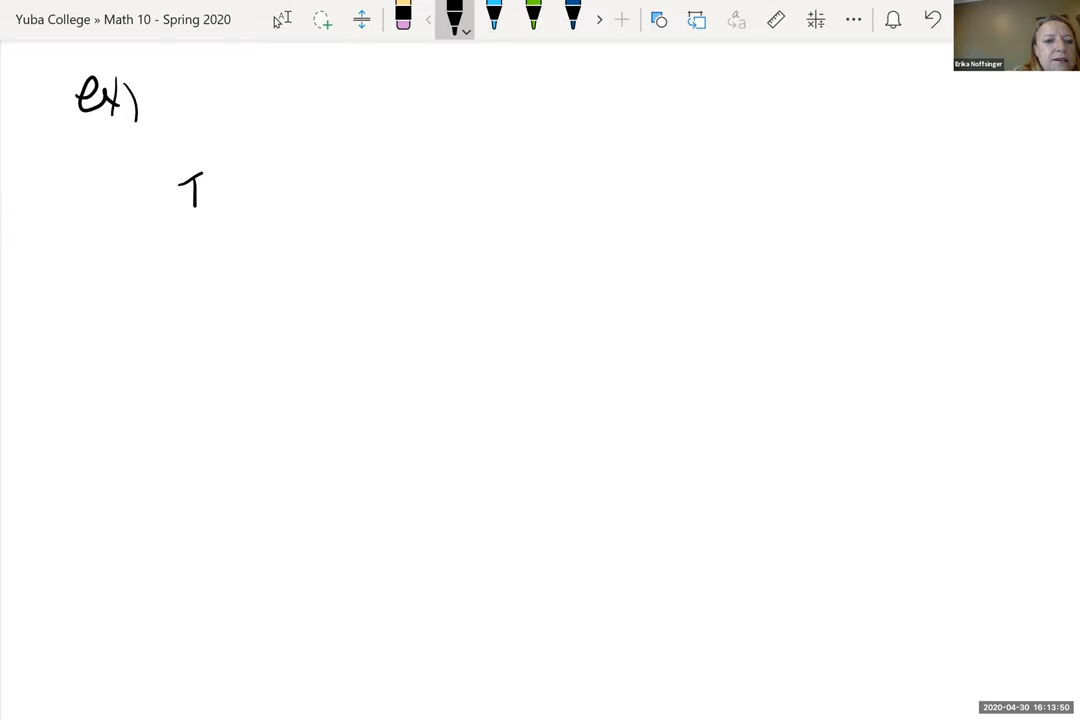 Yuba College » Math 10 - Spring 2020
Erika Noffsinger
ex)
T
2020-04-30 16:13:50